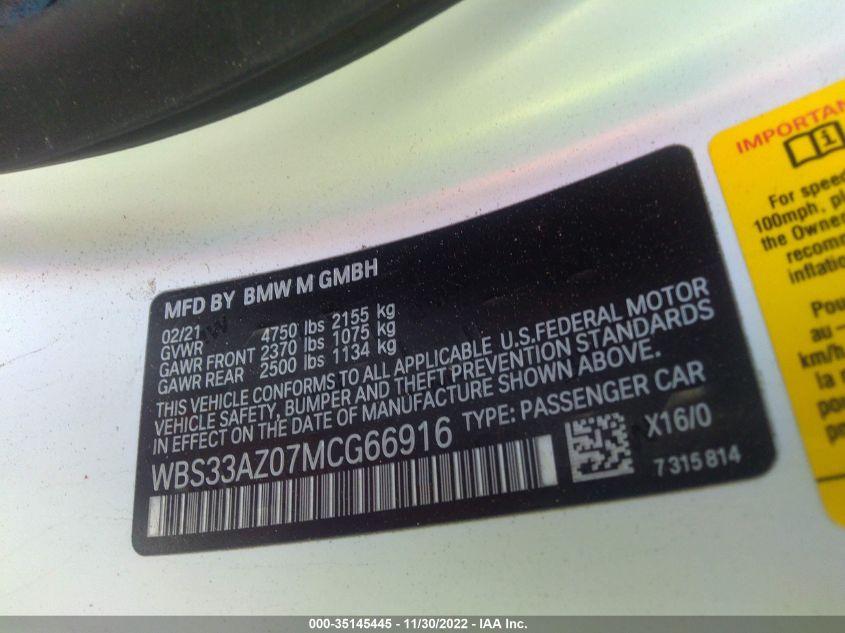 MFD BY BMW M GMBH
02/21
GVWR 4750 lbs 2155 kg
GAWR FRONT 2370 lbs 1075 kg
GAWR REAR 2500 lbs 1134 kg
THIS VEHICLE CONFORMS TO ALL APPLICABLE U.S.FEDERAL MOTOR
VEHICLE SAFETY, BUMPER AND THEFT PREVENTION STANDARDS
IN EFFECT ON THE DATE OF MANUFACTURE SHOWN ABOVE.
WBS33AZ07MCG66916 TYPE: PASSENGER CAR
X16/0
7 315 814
IMPORTAN
For speed
100mph, pl
the Owner
recom
inflatio
Pou
au –
km/h
la
po
pa
000-35145445 - 11/30/2022 - IAA Inc.